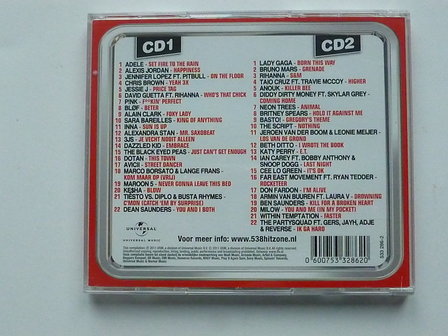 CD1
1 ADELE - SET FIRE TO THE RAIN
2 ALEXIS JORDAN - HAPPINESS
3 JENNIFER LOPEZ FT. PITBULL - ON THE FLOOR
4 CHRIS BROWN - YEAH 3X
5 JESSIE J - PRICE TAG
6 DAVID GUETTA FT. RIHANNA - WHO'S THAT CHICK
7 P!NK - F**KIN' PERFECT
8 BLØF - BETER
9 ALAIN CLARK - FOXY LADY
10 SARA BAREILLES - KING OF ANYTHING
11 INNA - SUN IS UP
12 ALEXANDRA STAN - MR. SAXOBEAT
13 3JS - JE VECHT NOOIT ALLEEN
14 DAZZLED KID - EMBRACE
15 THE BLACK EYED PEAS - JUST CAN'T GET ENOUGH
16 DOTAN - THIS TOWN
17 AVICII - STREET DANCER
18 MARCO BORSATO & LANGE FRANS -
KOM MAAR OP (VRIJ)
19 MAROON 5 - NEVER GONNA LEAVE THIS BED
20 KE$HA - BLOW
21 TIËSTO VS. DIPLO & BUSTA RHYMES -
C'MON (CATCH 'EM BY SURPRISE)
22 DEAN SAUNDERS - YOU AND I BOTH
CD2
1 LADY GAGA - BORN THIS WAY
2 BRUNO MARS - GRENADE
3 RIHANNA - S&M
4 TAIO CRUZ FT. TRAVIE MCCOY - HIGHER
5 ANOUK - KILLER BEE
6 DIDDY DIRTY MONEY FT. SKYLAR GREY -
COMING HOME
7 NEON TREES - ANIMAL
8 BRITNEY SPEARS - HOLD IT AGAINST ME
9 BASTO! - GREGORY'S THEME
10 THE SCRIPT - NOTHING
11 JEROEN VAN DER BOOM & LEONIE MEIJER -
LOS VAN DE GROND
12 BETH DITTO - I WROTE THE BOOK
13 KATY PERRY - E.T.
14 IAN CAREY FT. BOBBY ANTHONY &
SNOOP DOGG - LAST NIGHT
15 CEE LO GREEN - IT'S OK
16 FAR EAST MOVEMENT FT. RYAN TEDDER -
ROCKETEER
17 DON FARDON - I'M ALIVE
18 ARMIN VAN BUUREN FT. LAURA V - DROWNING
19 BEN SAUNDERS - KILL FOR A BROKEN HEART
20 MILOW - YOU AND ME (IN MY POCKET)
21 WITHIN TEMPTATION - FASTER
22 THE PARTYSQUAD FT. GERS, JAYH, ADJE
& REVERSE - IK GA HARD
UNIVERSAL
UNIVERSAL MUSIC
Voor meer info: www.538hitzone.nl
0 600753 328620
533 286-2